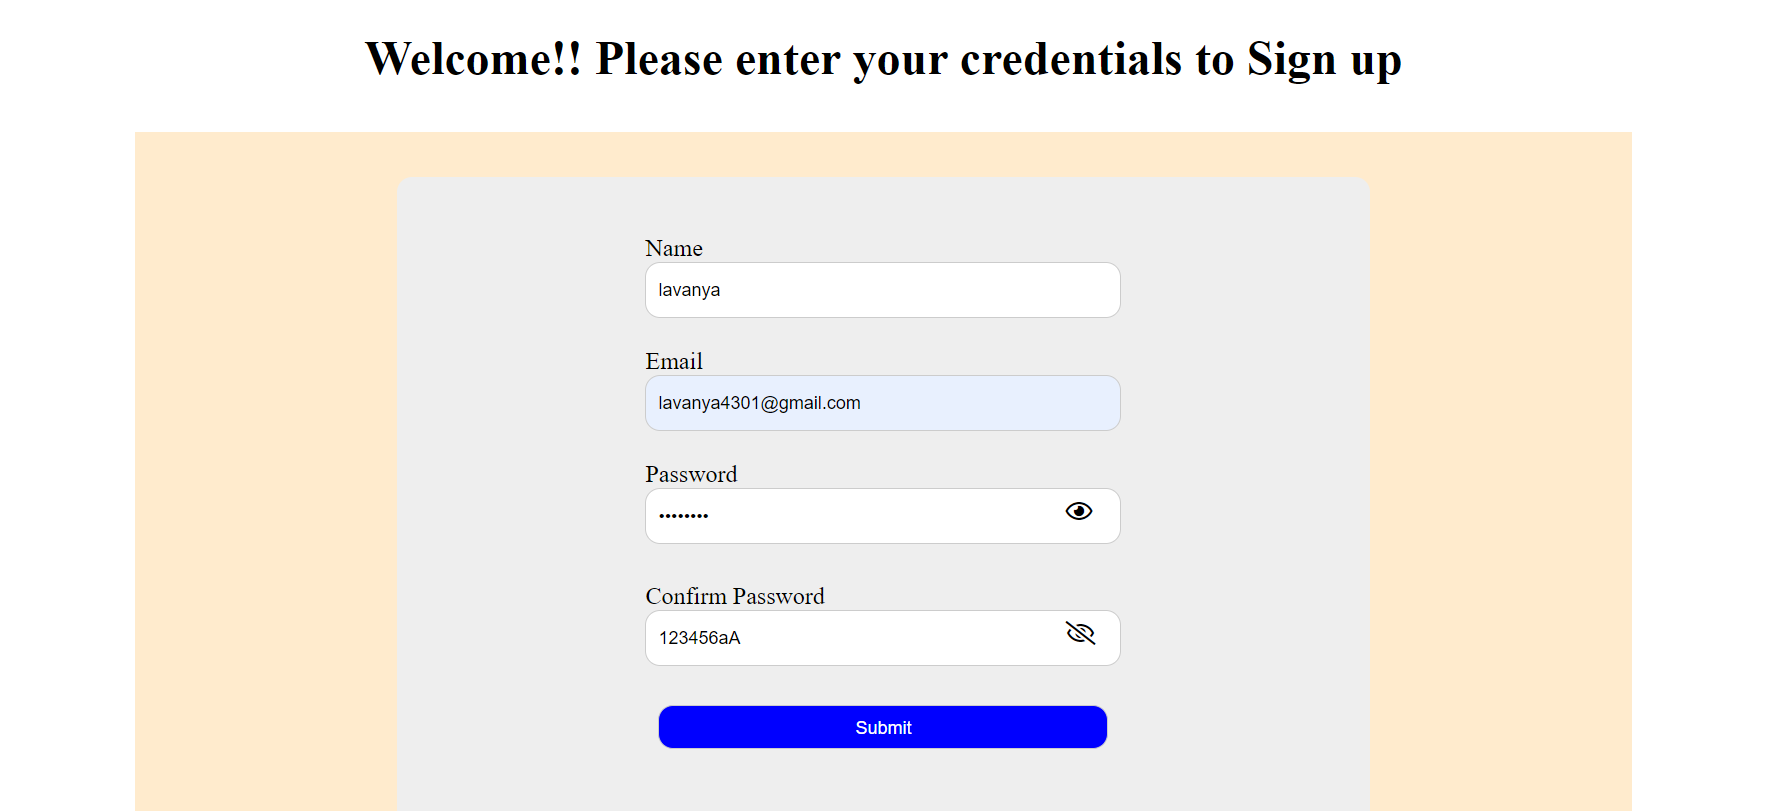 Welcome!! Please enter your credentials to Sign up
Name
lavanya
Email
lavanya4301@gmail.com
Password
••••••••
Confirm Password
123456aA
Submit